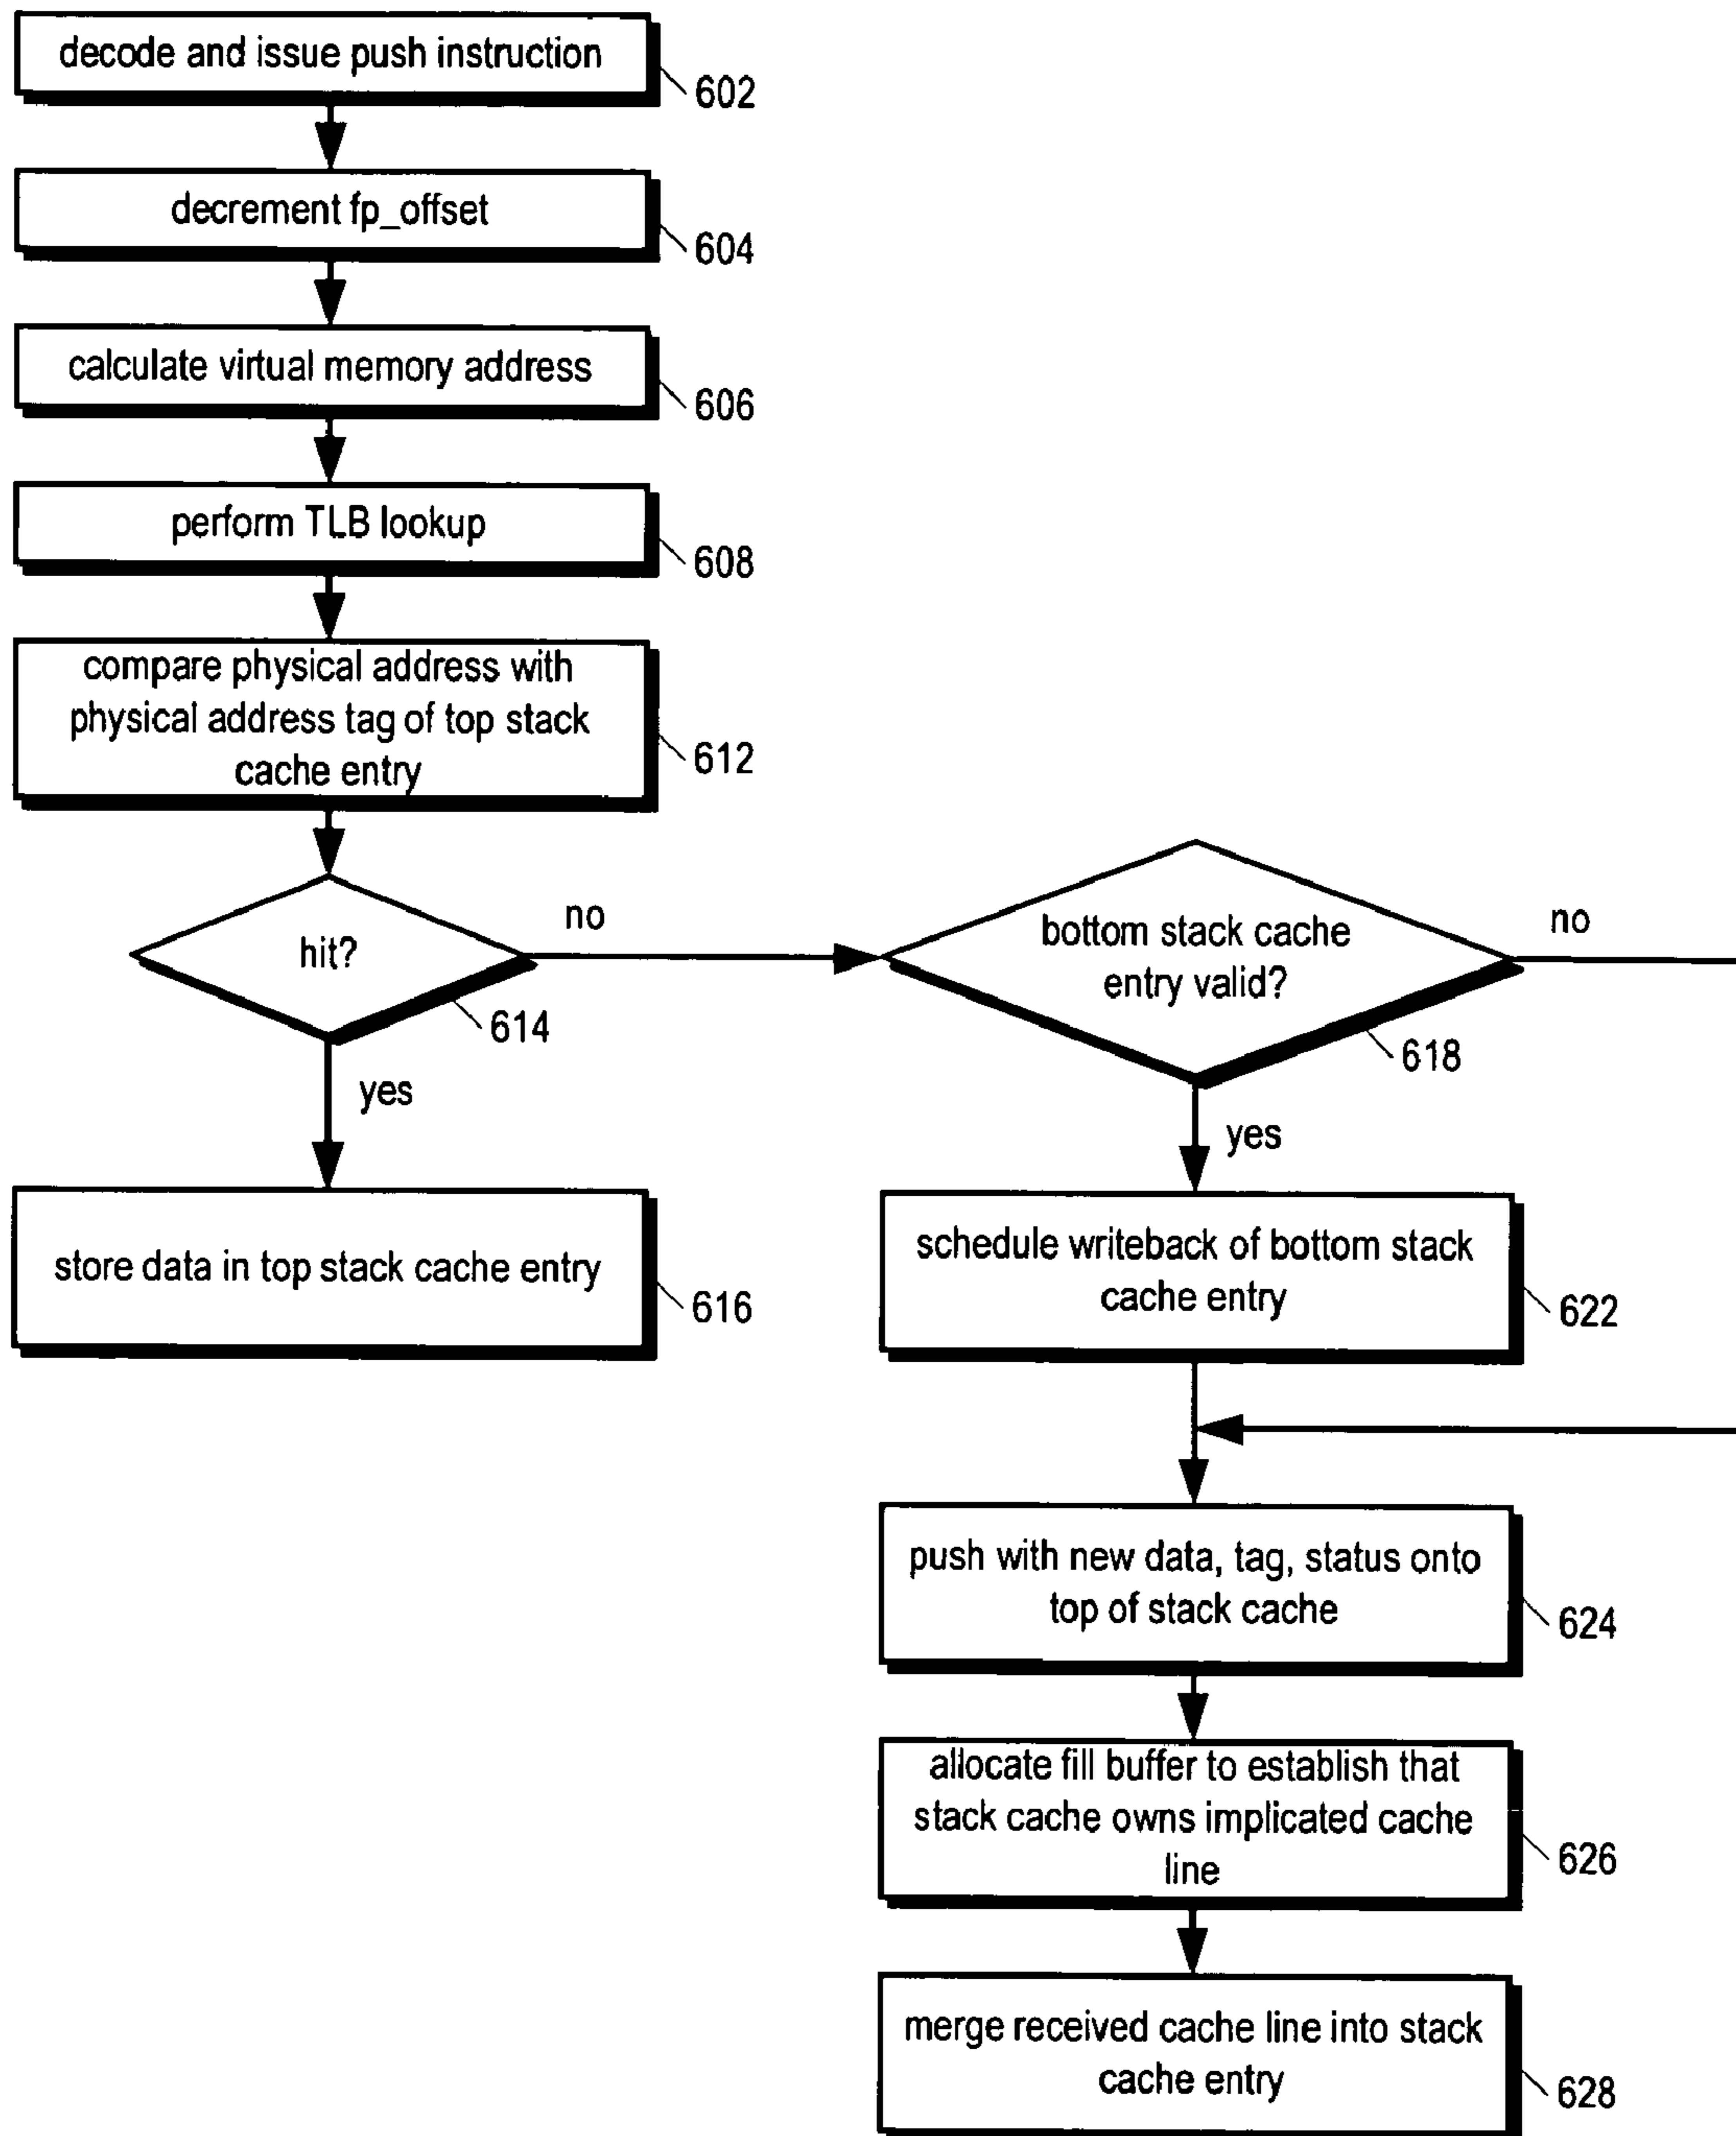 decode and issue push instruction
602
decrement fp_offset
604
calculate virtual memory address
606
perform TLB lookup
608
compare physical address with
physical address tag of top stack
cache entry
612
hit?
614
no
yes
store data in top stack cache entry
616
bottom stack cache
entry valid?
618
no
yes
schedule writeback of bottom stack
cache entry
622
push with new data, tag, status onto
top of stack cache
624
allocate fill buffer to establish that
stack cache owns implicated cache
line
626
merge received cache line into stack
cache entry
628